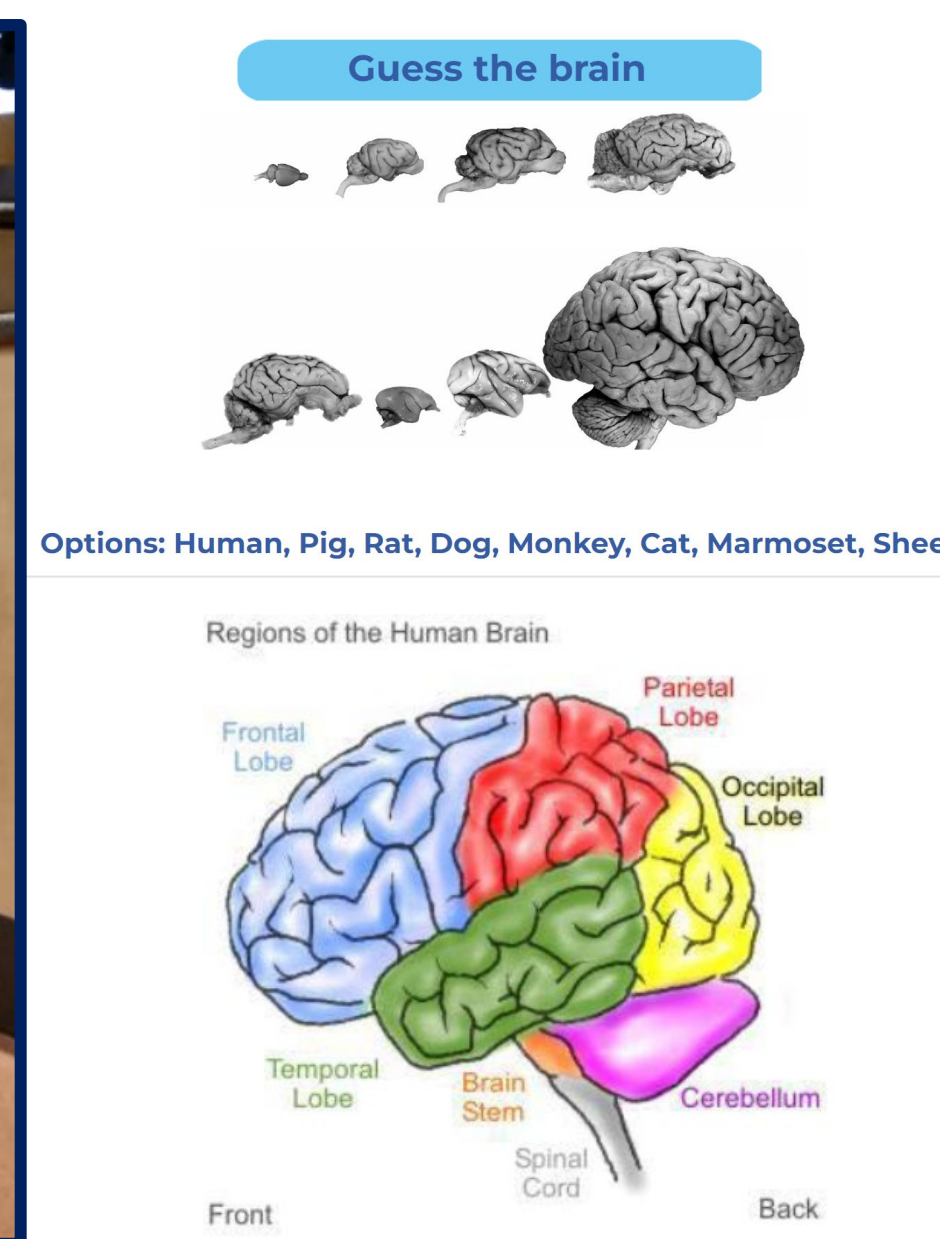 Guess the brain
Options: Human, Pig, Rat, Dog, Monkey, Cat, Marmoset, Shee
Regions of the Human Brain
Parietal
Lobe
Frontal
Lobe
Occipital
Lobe
Temporal
Lobe
Brain
Stem
Cerebellum
Spinal
Cord
Front
Back